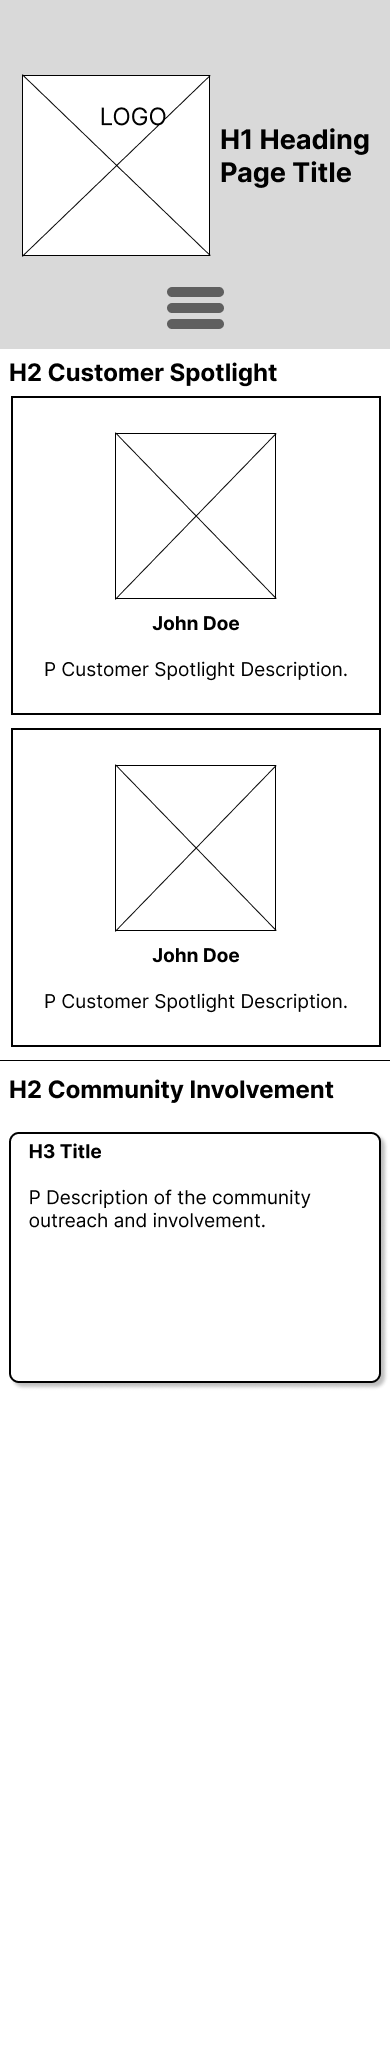 LOGO
H1 Heading
Page Title
H2 Customer Spotlight
John Doe
P Customer Spotlight Description.
John Doe
P Customer Spotlight Description.
H2 Community Involvement
H3 Title
P Description of the community
outreach and involvement.